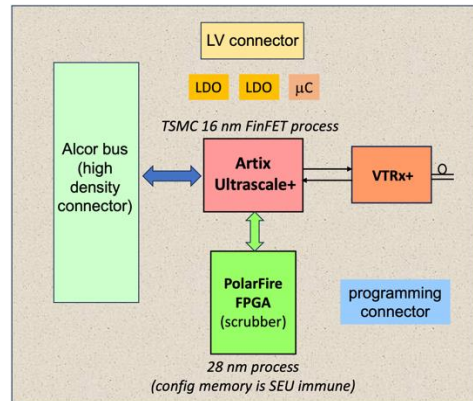 LV connector
LDO LDO μC
TSMC 16 nm FinFET process
Alcor bus
(high
density
connector)
Artix
Ultrascale+
VTRx+
PolarFire
FPGA
(scrubber)
programming
connector
28 nm process
(config memory is SEU immune)